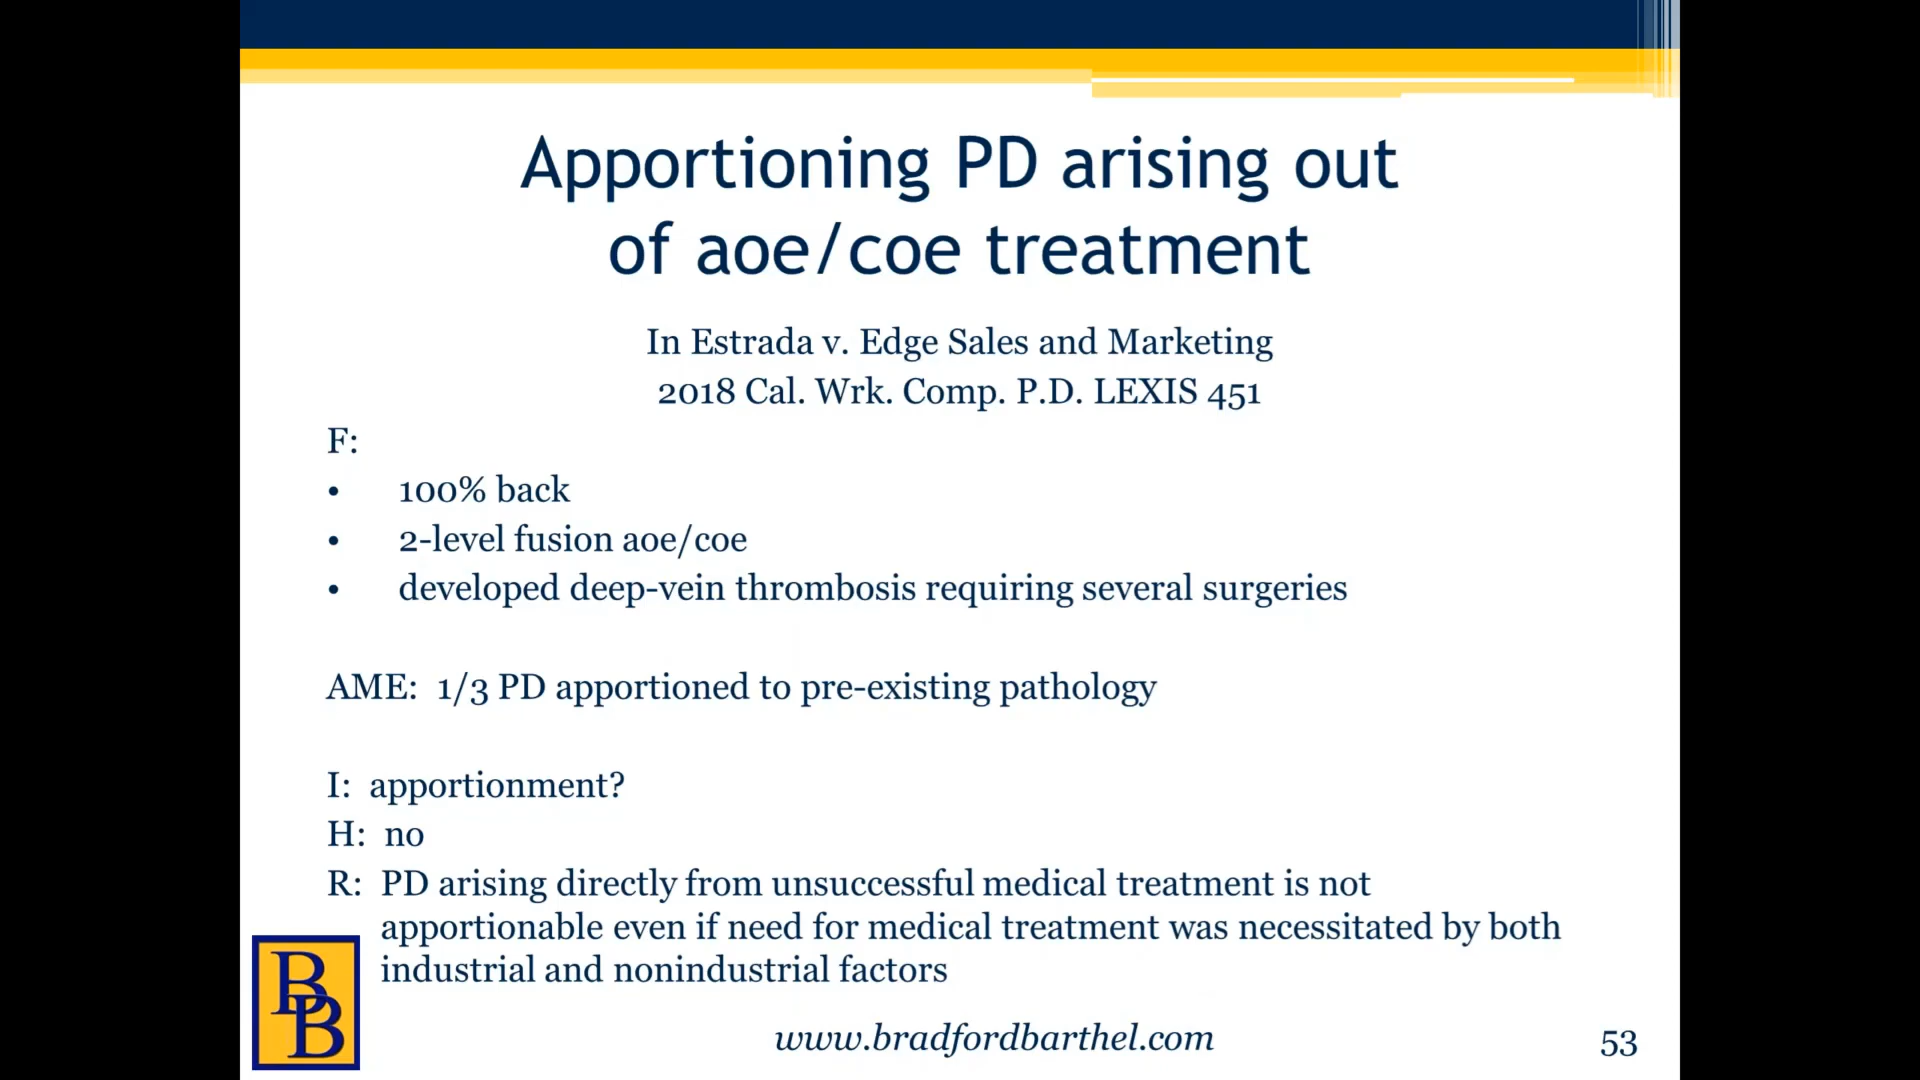 Apportioning PD arising out
of aoe/coe treatment
In Estrada v. Edge Sales and Marketing
2018 Cal. Wrk. Comp. P.D. LEXIS 451
F:
• 100% back
• 2-level fusion aoe/coe
• developed deep-vein thrombosis requiring several surgeries
AME: 1/3 PD apportioned to pre-existing pathology
I: apportionment?
H: no
R: PD arising directly from unsuccessful medical treatment is not
apportionable even if need for medical treatment was necessitated by both
industrial and nonindustrial factors
BB
www.bradfordbarthel.com
53